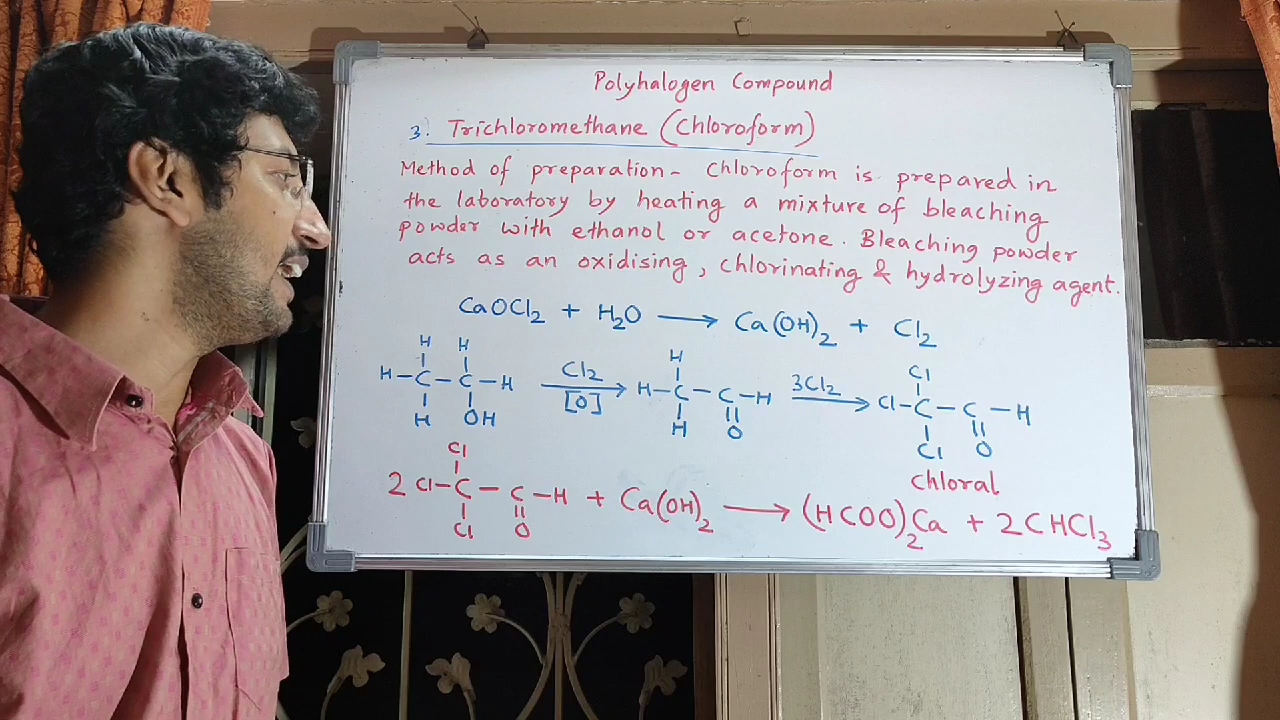 Polyhalogen Compound
3. Trichloromethane (Chloroform)
Method of preparation - Chloroform is prepared in
the laboratory by heating a mixture of bleaching
powder with ethanol or acetone. Bleaching powder
acts as an oxidising, chlorinating & hydrolyzing agent.
CaOCl₂ + H₂O → Ca(OH)₂ + Cl₂
H H H Cl
H-C-C-H Cl₂ → [O] H-C-C-H 3Cl₂ → Cl-C-C-H
H OH H O Cl O
chloral
Cl
2 Cl-C-C-H + Ca(OH)₂ → (HCOO)₂Ca + 2CHCl₃
Cl O